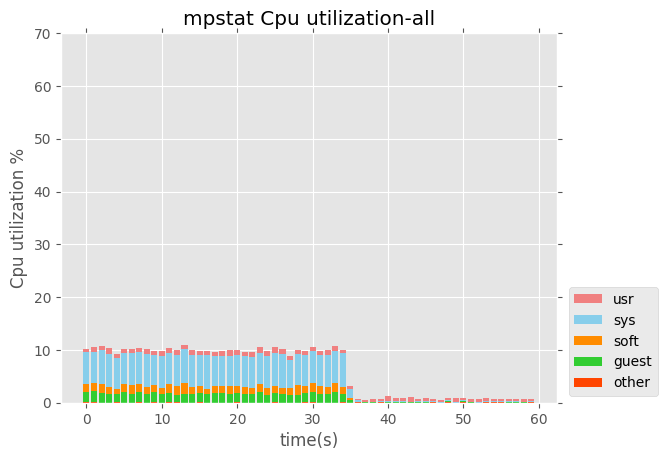 mpstat Cpu utilization-all
70
60
50
40
30
20
10
0
Cpu utilization %
0 10 20 30 40 50 60
time(s)
usr
sys
soft
guest
other